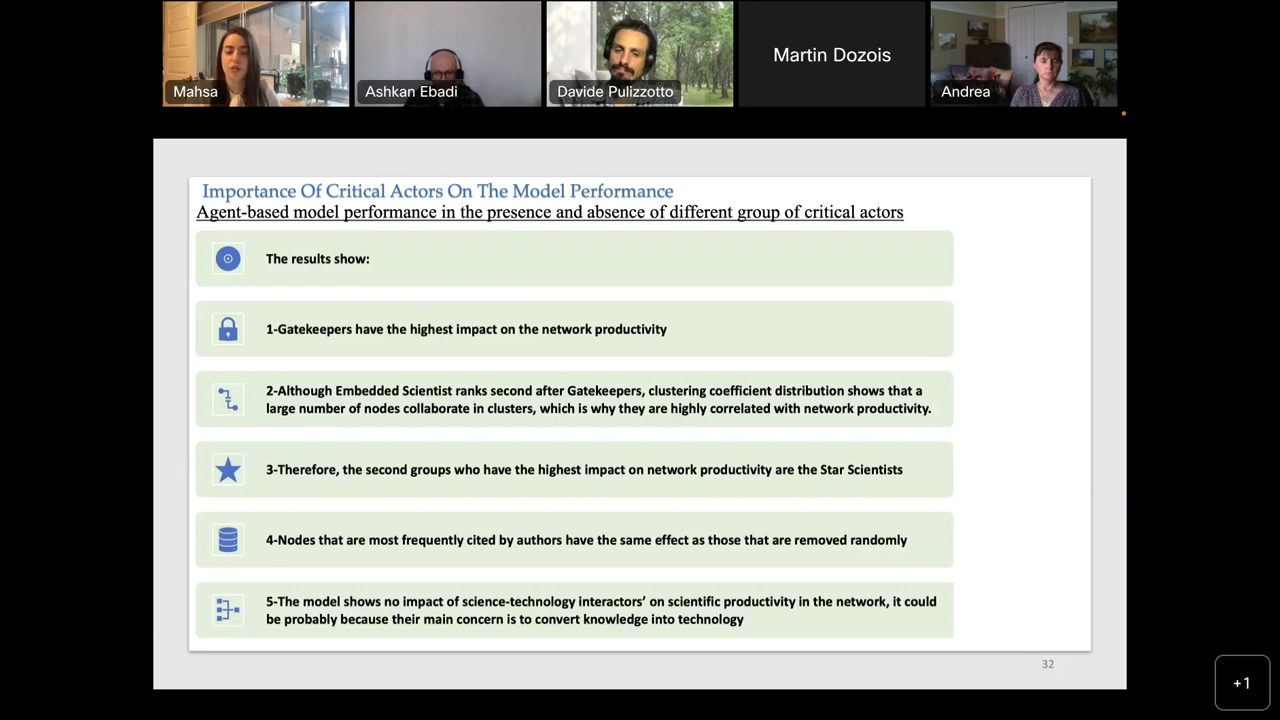 Mahsa
Ashkan Ebadi
Davide Pulizzotto
Martin Dozois
Andrea
Importance Of Critical Actors On The Model Performance
Agent-based model performance in the presence and absence of different group of critical actors
The results show:
1-Gatekeepers have the highest impact on the network productivity
2-Although Embedded Scientist ranks second after Gatekeepers, clustering coefficient distribution shows that a
large number of nodes collaborate in clusters, which is why they are highly correlated with network productivity.
3-Therefore, the second groups who have the highest impact on network productivity are the Star Scientists
4-Nodes that are most frequently cited by authors have the same effect as those that are removed randomly
5-The model shows no impact of science-technology interactors’ on scientific productivity in the network, it could
be probably because their main concern is to convert knowledge into technology
32
+1